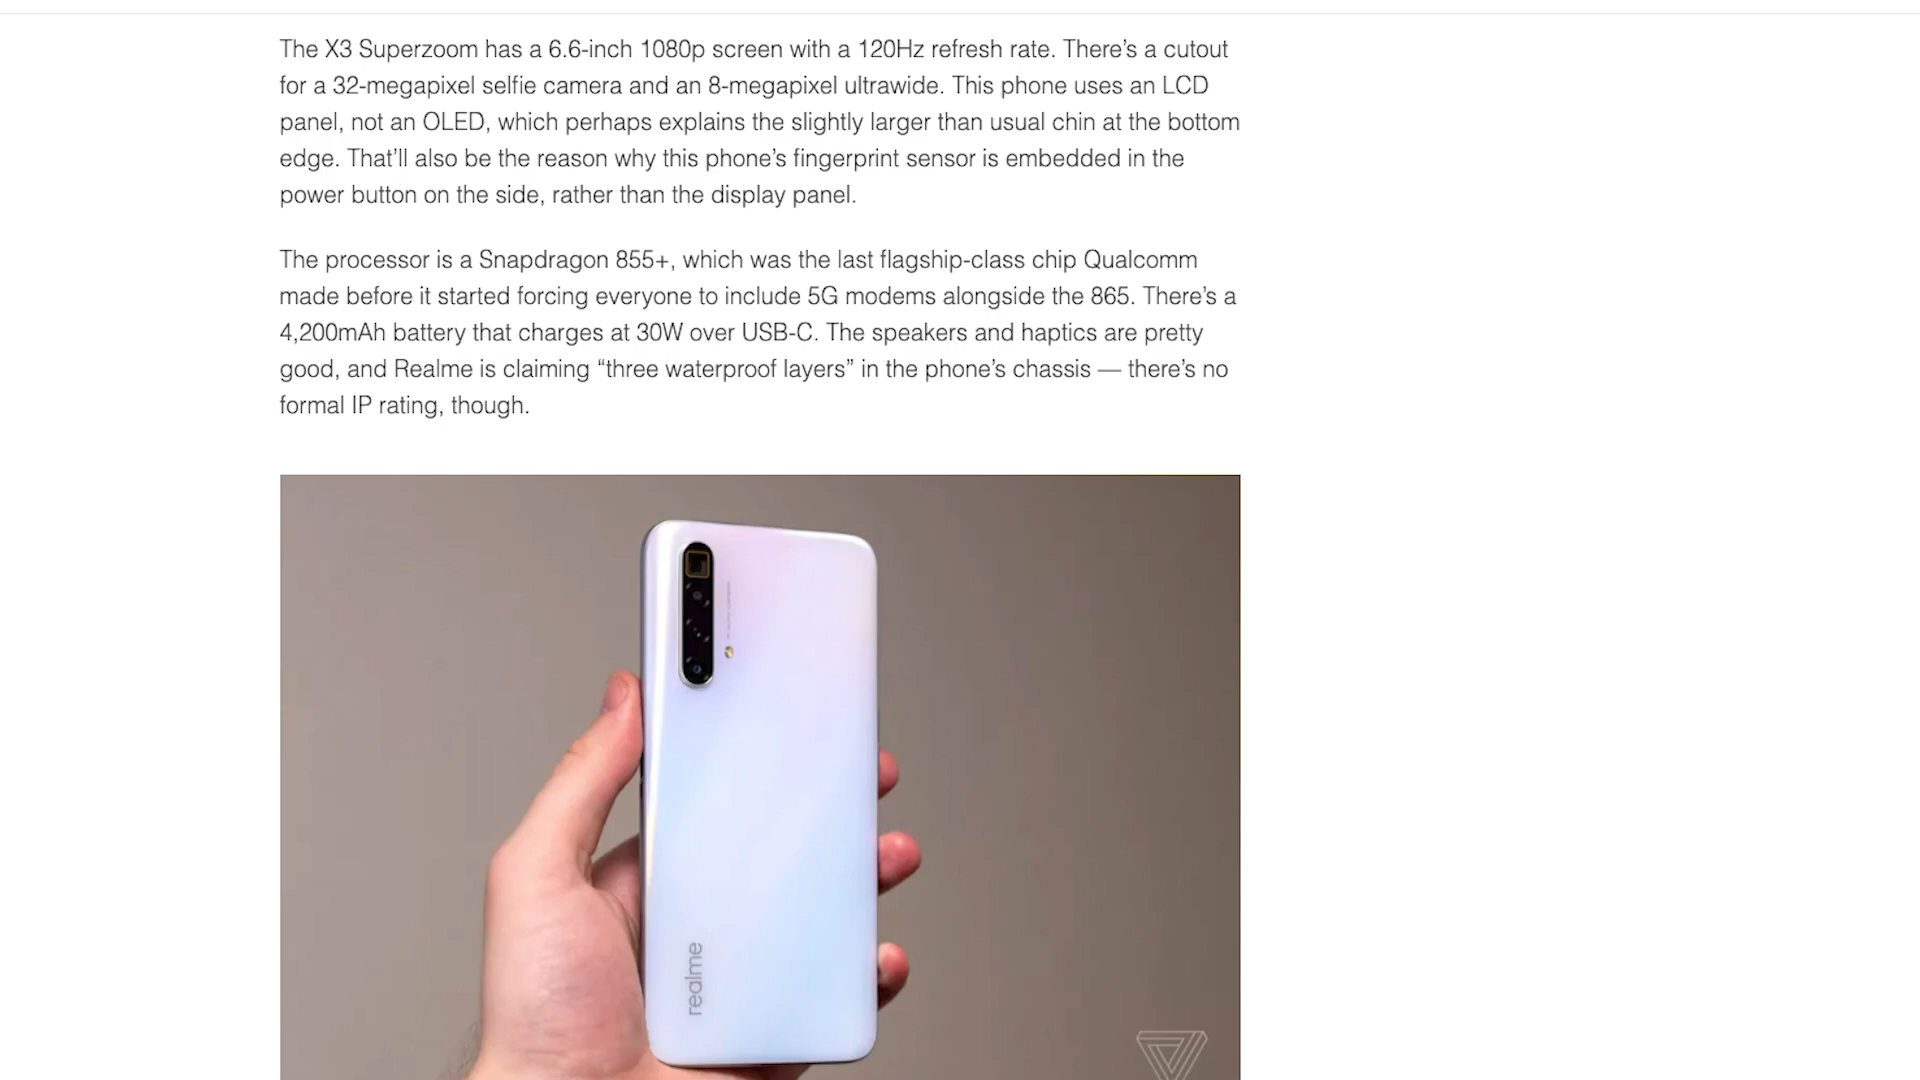 The X3 Superzoom has a 6.6-inch 1080p screen with a 120Hz refresh rate. There’s a cutout
for a 32-megapixel selfie camera and an 8-megapixel ultrawide. This phone uses an LCD
panel, not an OLED, which perhaps explains the slightly larger than usual chin at the bottom
edge. That’ll also be the reason why this phone’s fingerprint sensor is embedded in the
power button on the side, rather than the display panel.
The processor is a Snapdragon 855+, which was the last flagship-class chip Qualcomm
made before it started forcing everyone to include 5G modems alongside the 865. There’s a
4,200mAh battery that charges at 30W over USB-C. The speakers and haptics are pretty
good, and Realme is claiming “three waterproof layers” in the phone’s chassis — there’s no
formal IP rating, though.
realme